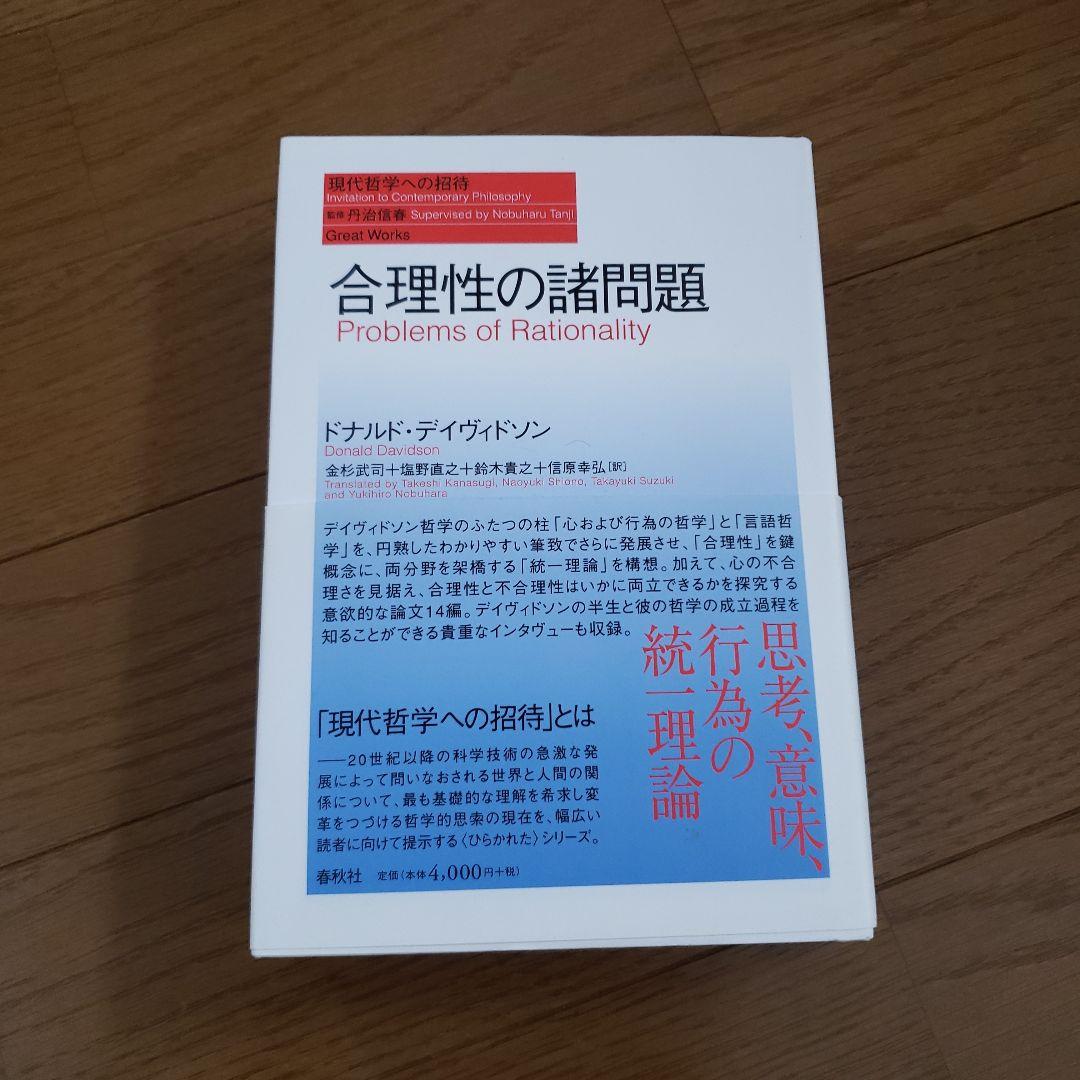 現代哲学への招待
Invitation to Contemporary Philosophy
監修 丹治信春 Supervised by Nobuharu Tanji
Great Works
合理性の諸問題
Problems of Rationality
ドナルド・デイヴィドソン
Donald Davidson
金杉武司＋塩野直之＋鈴木貴之＋信原幸弘[訳]
Translated by Takeshi Kanasugi, Naoyuki Shiono, Takayuki Suzuki
and Yukihiro Nobuhara
デイヴィドソン哲学のふたつの柱「心および行為の哲学」と「言語哲
学」を、円熟したわかりやすい筆致でさらに発展させ、「合理性」を鍵
概念に、両分野を架橋する「統一理論」を構想。加えて、心の不合
理さを見据え、合理性と不合理性はいかに両立できるかを探究する
意欲的な論文14編。デイヴィドソンの半生と彼の哲学の成立過程を
知ることができる貴重なインタヴューも収録。
思考、意味、
行為の
統一理論
「現代哲学への招待」とは
――20世紀以降の科学技術の急激な発
展によって問いなおされる世界と人間の関
係について、最も基礎的な理解を希求し変
革をつづける哲学的思索の現在を、幅広い
読者に向けて提示する〈ひらかれた〉シリーズ。
春秋社 定価(本体4,000円+税)